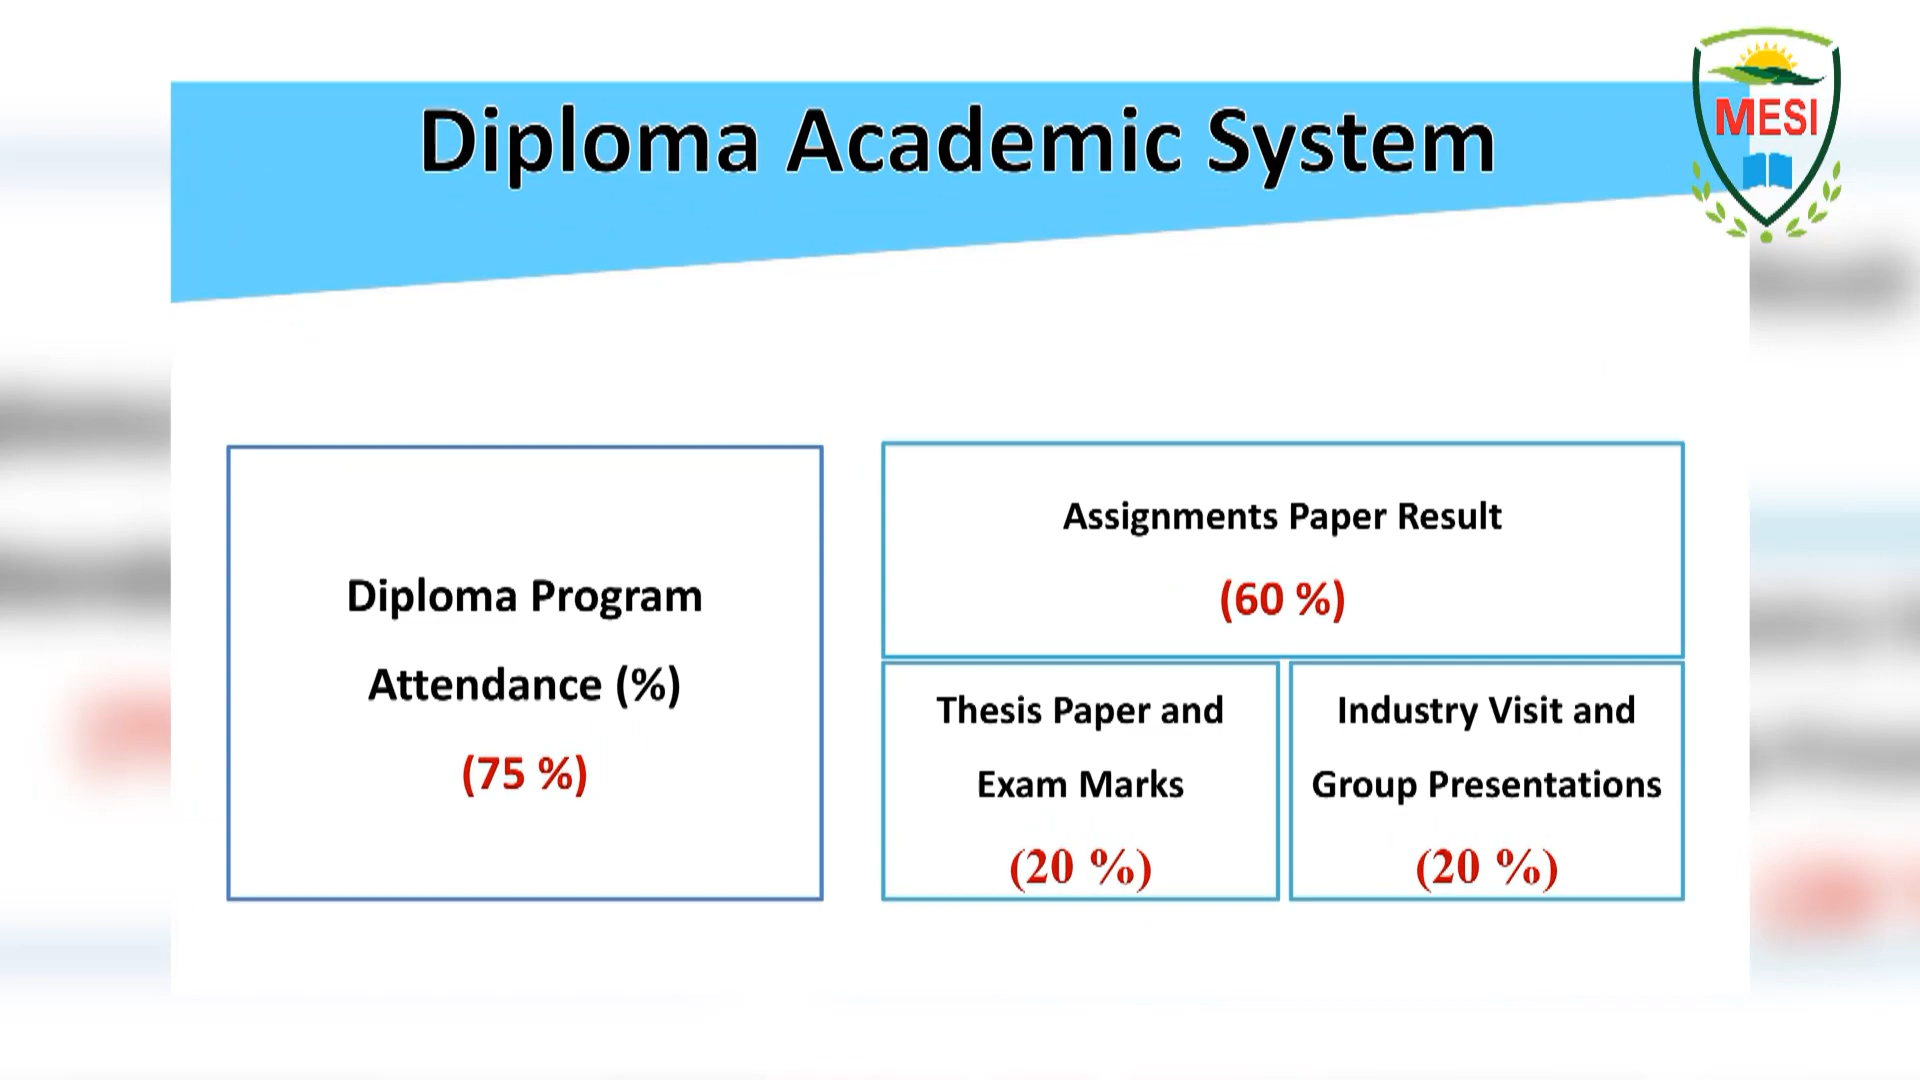 Diploma Academic System
MESI
Diploma Program
Attendance (%)
(75 %)
Assignments Paper Result
(60 %)
Thesis Paper and
Exam Marks
(20 %)
Industry Visit and
Group Presentations
(20 %)